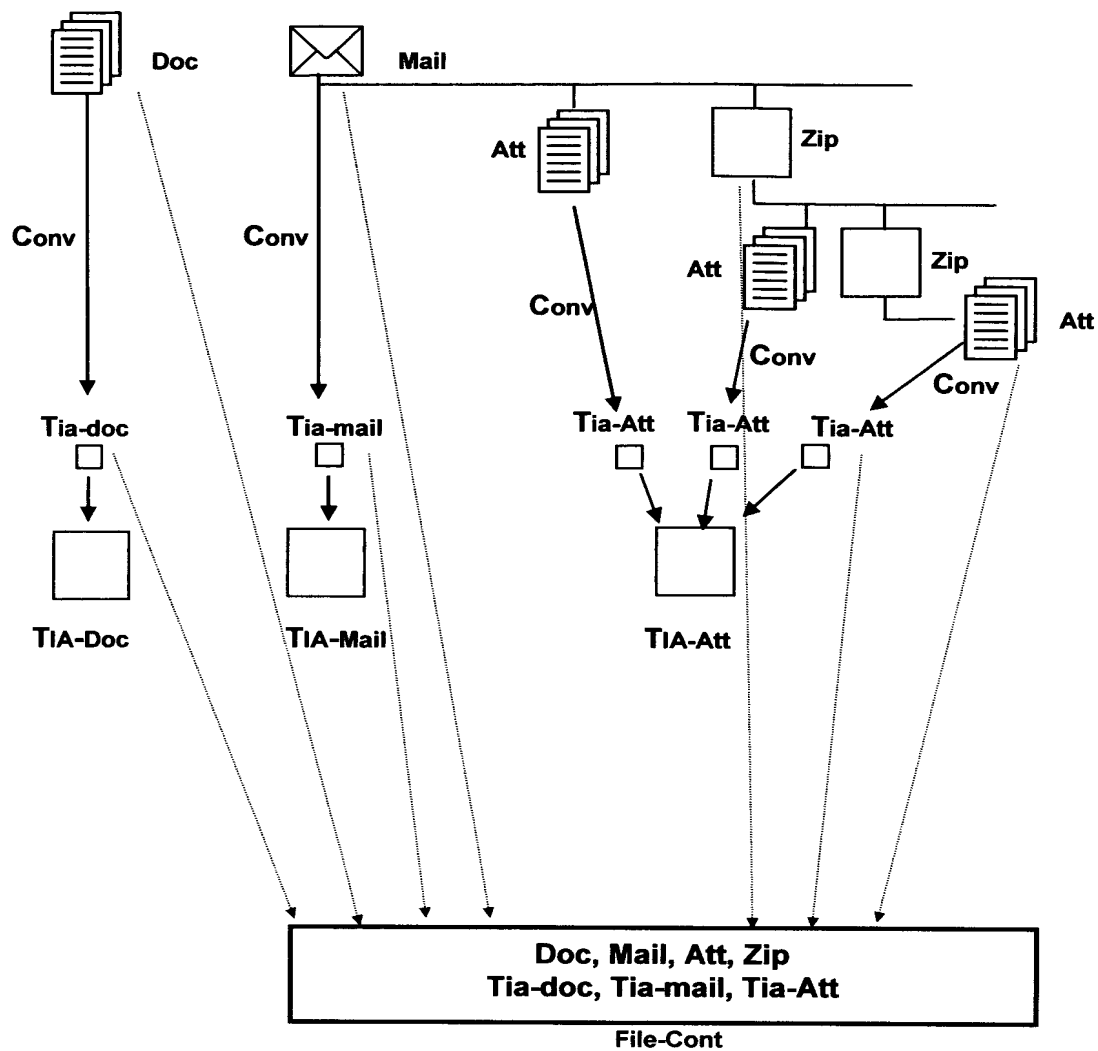 Doc
Mail
Att
Zip
Conv
Conv
Att
Zip
Conv
Att
Conv
Conv
Tia-doc
Tia-mail
Tia-Att
Tia-Att
Tia-Att
TIA-Doc
TIA-Mail
TIA-Att
Doc, Mail, Att, Zip
Tia-doc, Tia-mail, Tia-Att
File-Cont